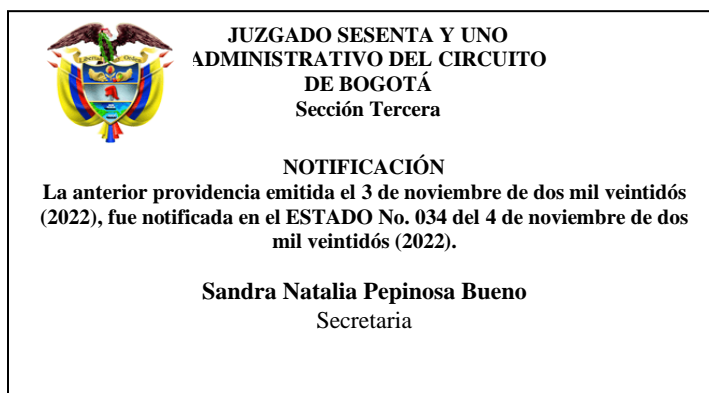 JUZGADO SESENTA Y UNO
ADMINISTRATIVO DEL CIRCUITO
DE BOGOTÁ
Sección Tercera
NOTIFICACIÓN
La anterior providencia emitida el 3 de noviembre de dos mil veintidós
(2022), fue notificada en el ESTADO No. 034 del 4 de noviembre de dos
mil veintidós (2022).
Sandra Natalia Pepinosa Bueno
Secretaria